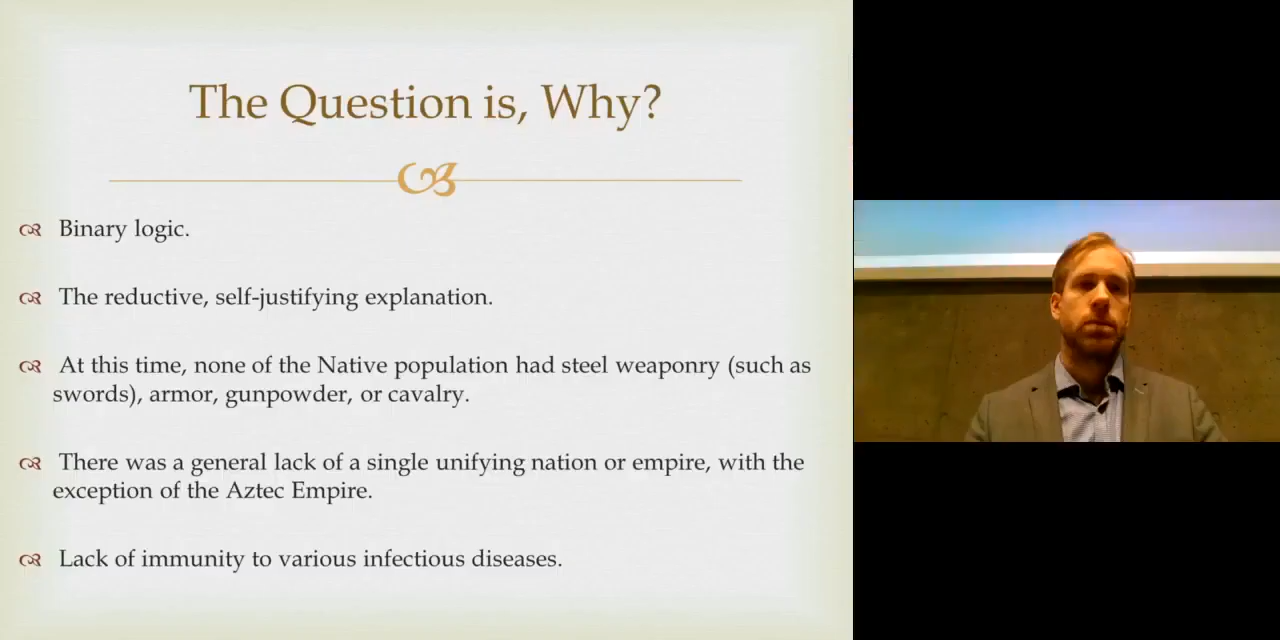 The Question is, Why?
Binary logic.
The reductive, self-justifying explanation.
At this time, none of the Native population had steel weaponry (such as
swords), armor, gunpowder, or cavalry.
There was a general lack of a single unifying nation or empire, with the
exception of the Aztec Empire.
Lack of immunity to various infectious diseases.